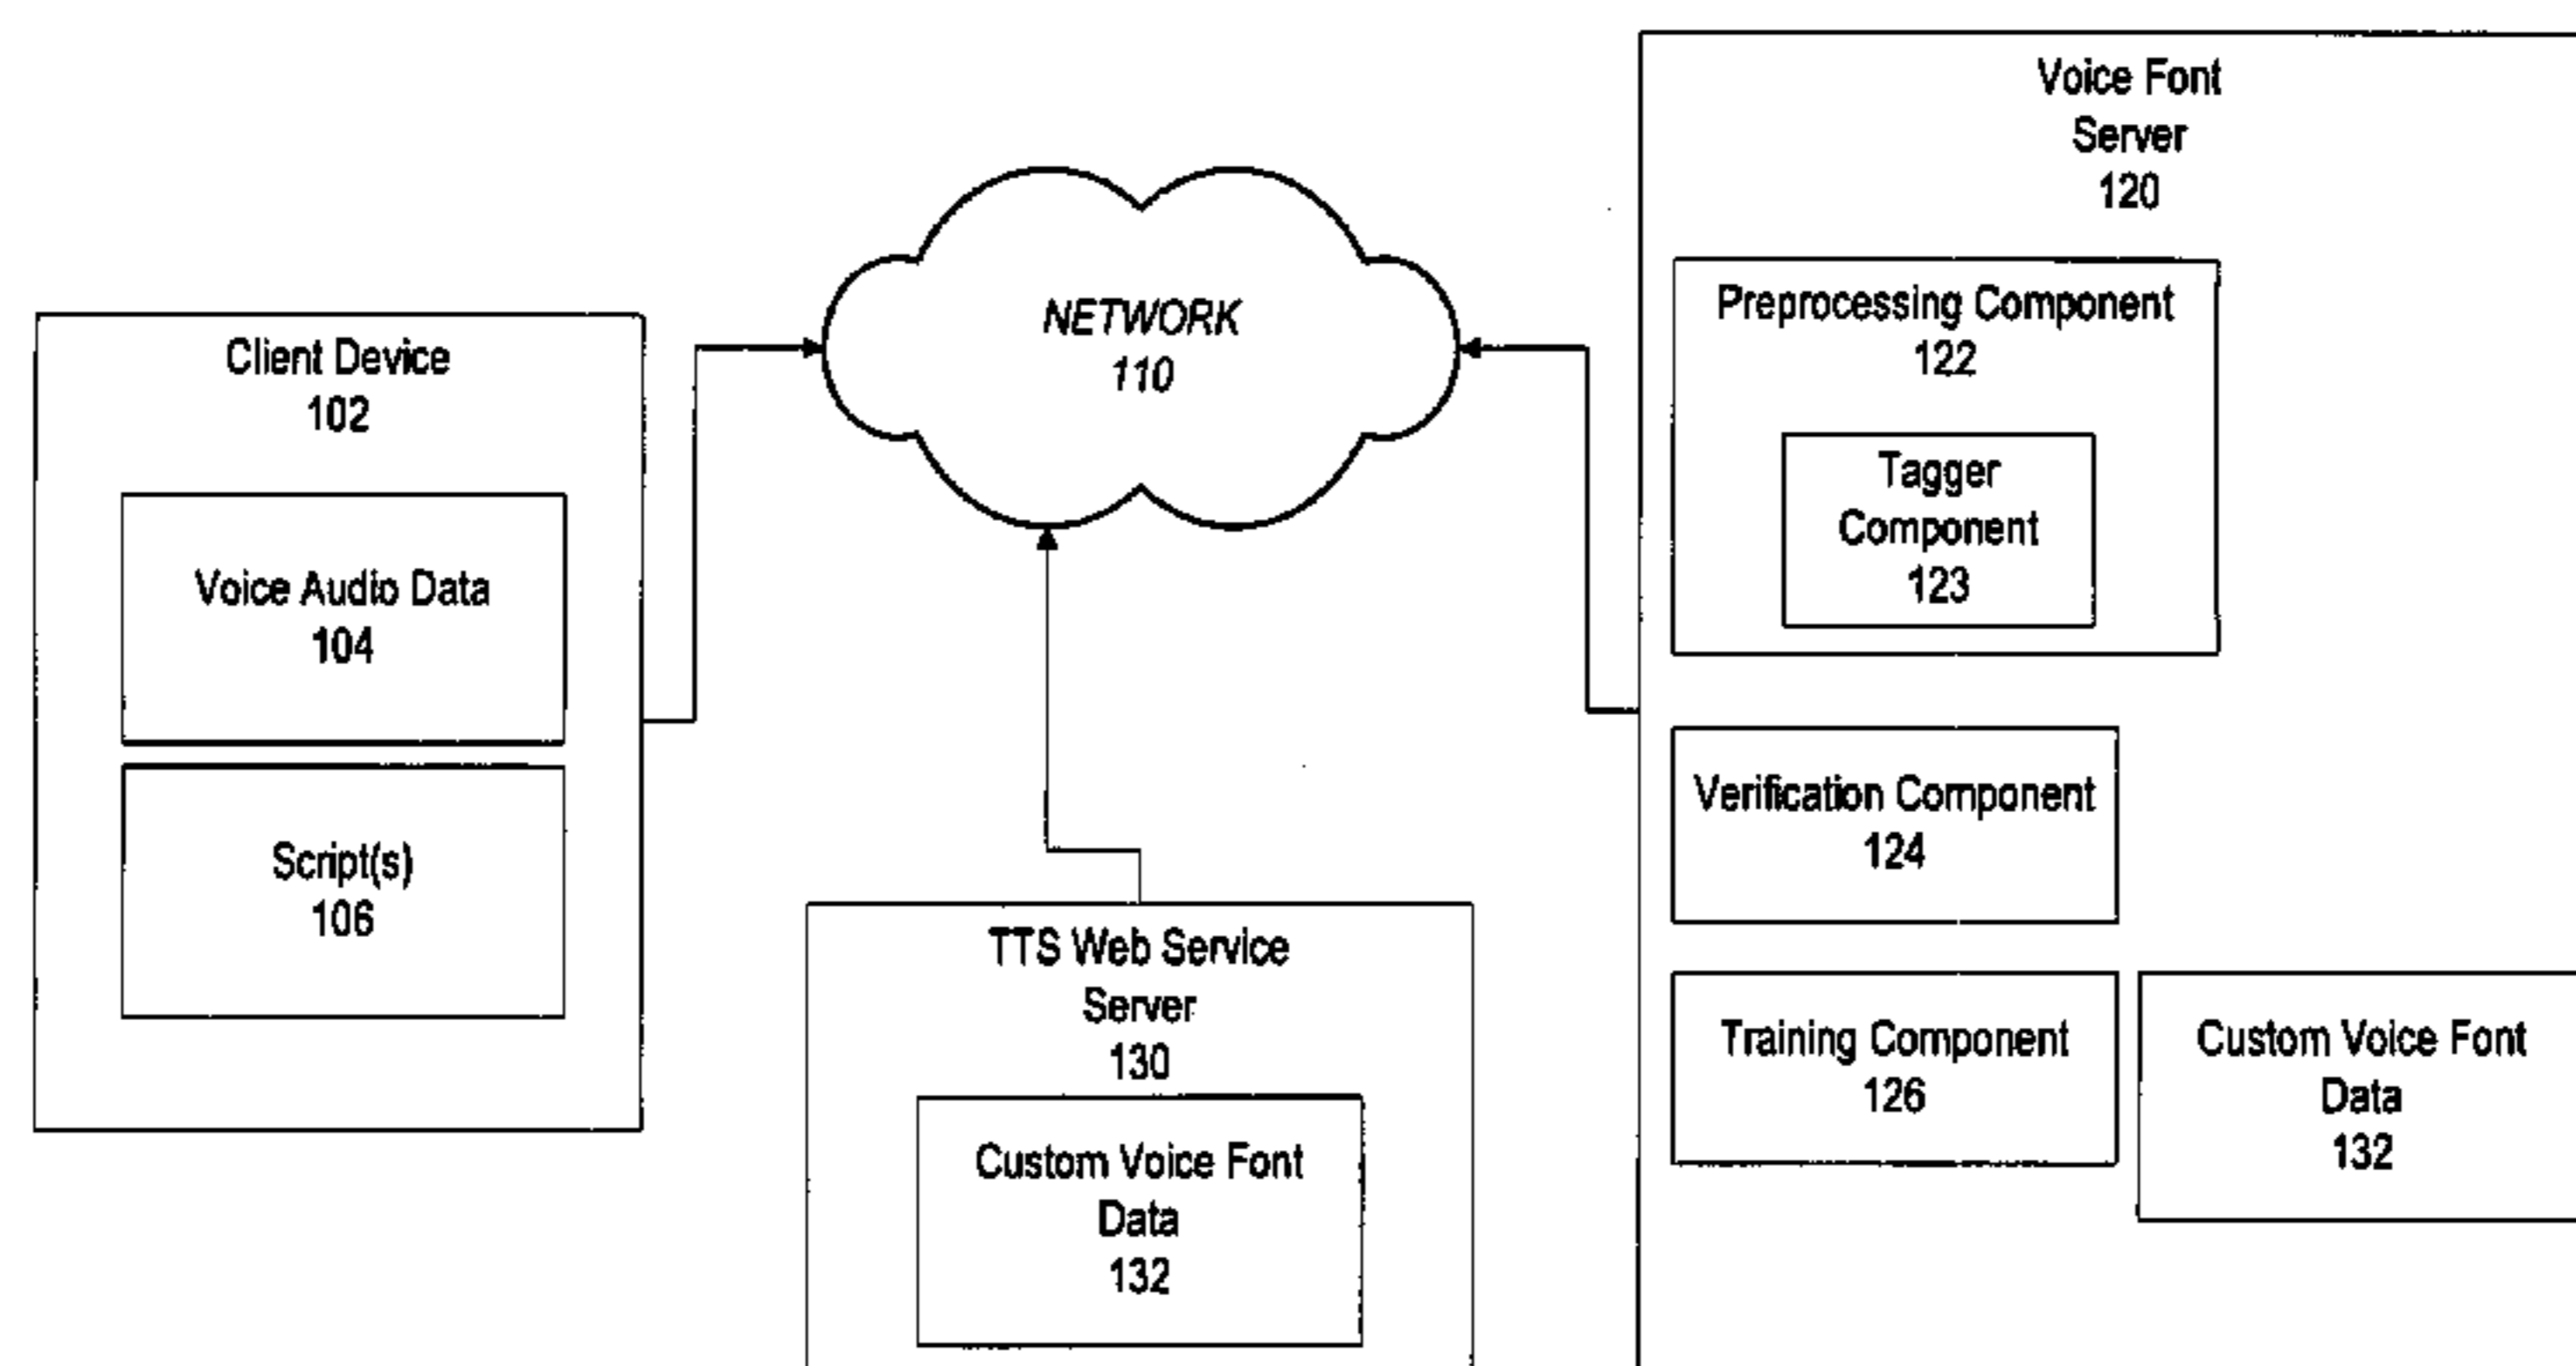 Client Device
102
Voice Audio Data
104
Script(s)
106
NETWORK
110
TTS Web Service
Server
130
Custom Voice Font
Data
132
Voice Font
Server
120
Preprocessing Component
122
Tagger
Component
123
Verification Component
124
Training Component
126
Custom Voice Font
Data
132